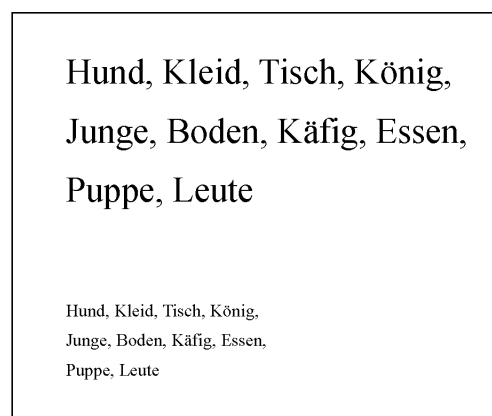 Hund, Kleid, Tisch, König,
Junge, Boden, Käfig, Essen,
Puppe, Leute
Hund, Kleid, Tisch, König,
Junge, Boden, Käfig, Essen,
Puppe, Leute